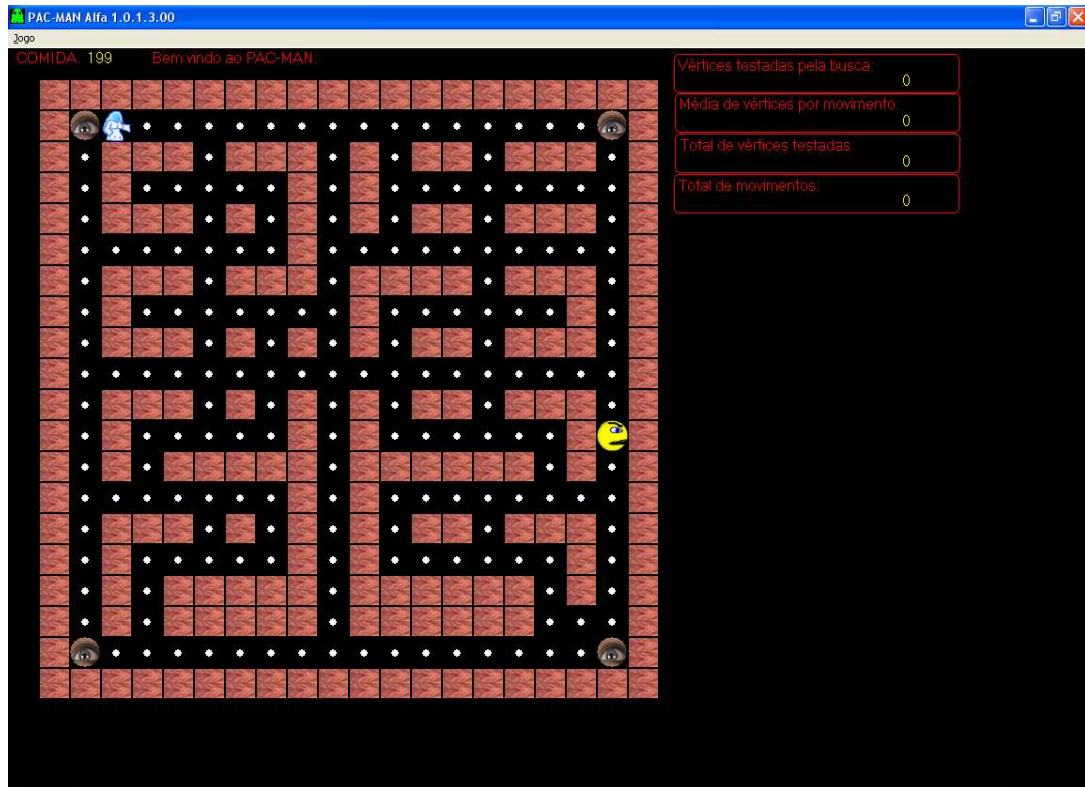 PAC-MAN Alfa 1.0.1.3.00
Jogo
COMIDA: 199 Bem vindo ao PAC-MAN.
Vértices testadas pela busca:
0
Média de vértices por movimento:
0
Total de vértices testadas
0
Total de movimentos:
0